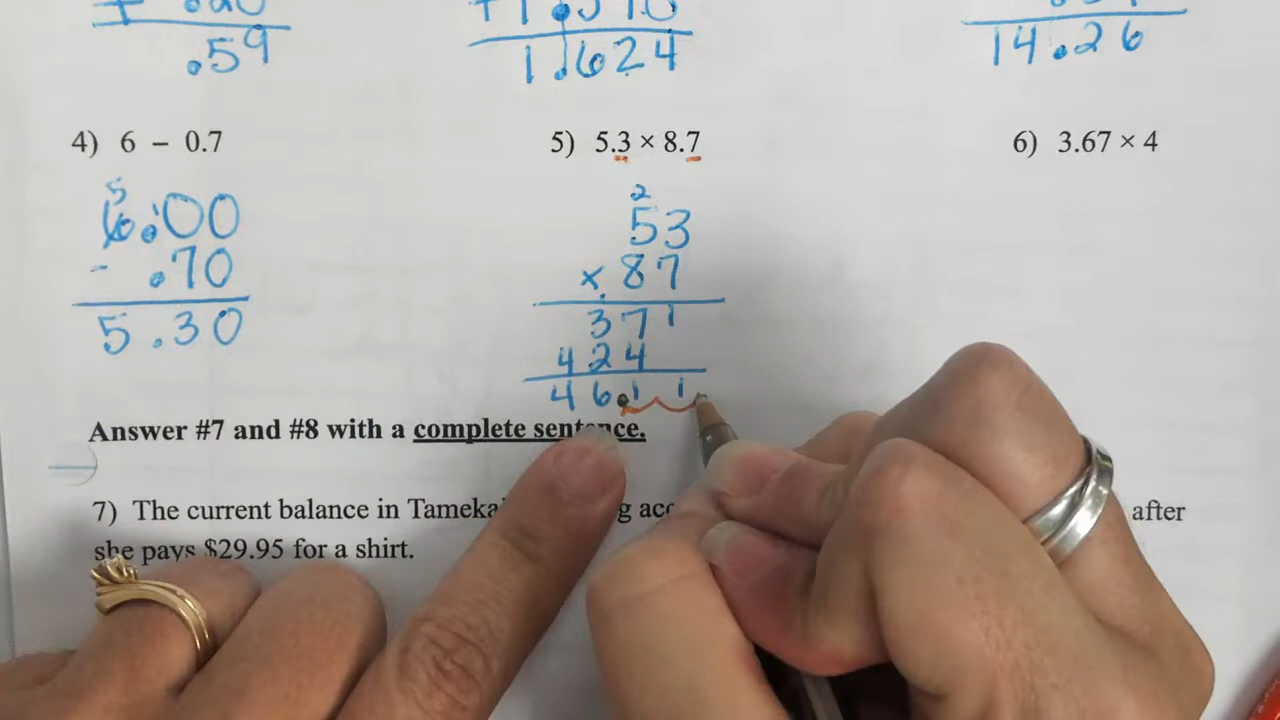 .59
1.624
14.26
4) 6 − 0.7
5) 5.3 × 8.7
6) 3.67 × 4
5
6.00
- .70
5.30
2
53
× 87
371
424
46.11
Answer #7 and #8 with a complete sentence.
7) The current balance in Tameka after
she pays $29.95 for a shirt.